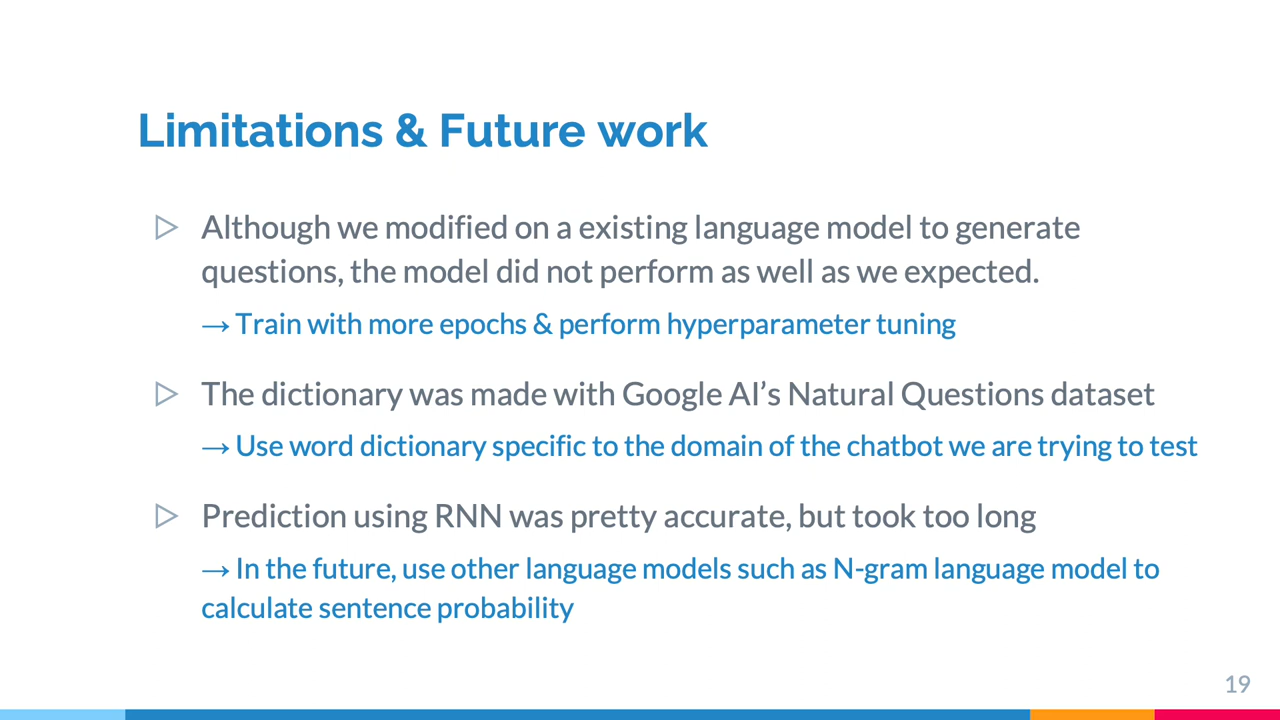 Limitations & Future work
▷ Although we modified on a existing language model to generate
questions, the model did not perform as well as we expected.
→ Train with more epochs & perform hyperparameter tuning
▷ The dictionary was made with Google AI’s Natural Questions dataset
→ Use word dictionary specific to the domain of the chatbot we are trying to test
▷ Prediction using RNN was pretty accurate, but took too long
→ In the future, use other language models such as N-gram language model to
calculate sentence probability
19